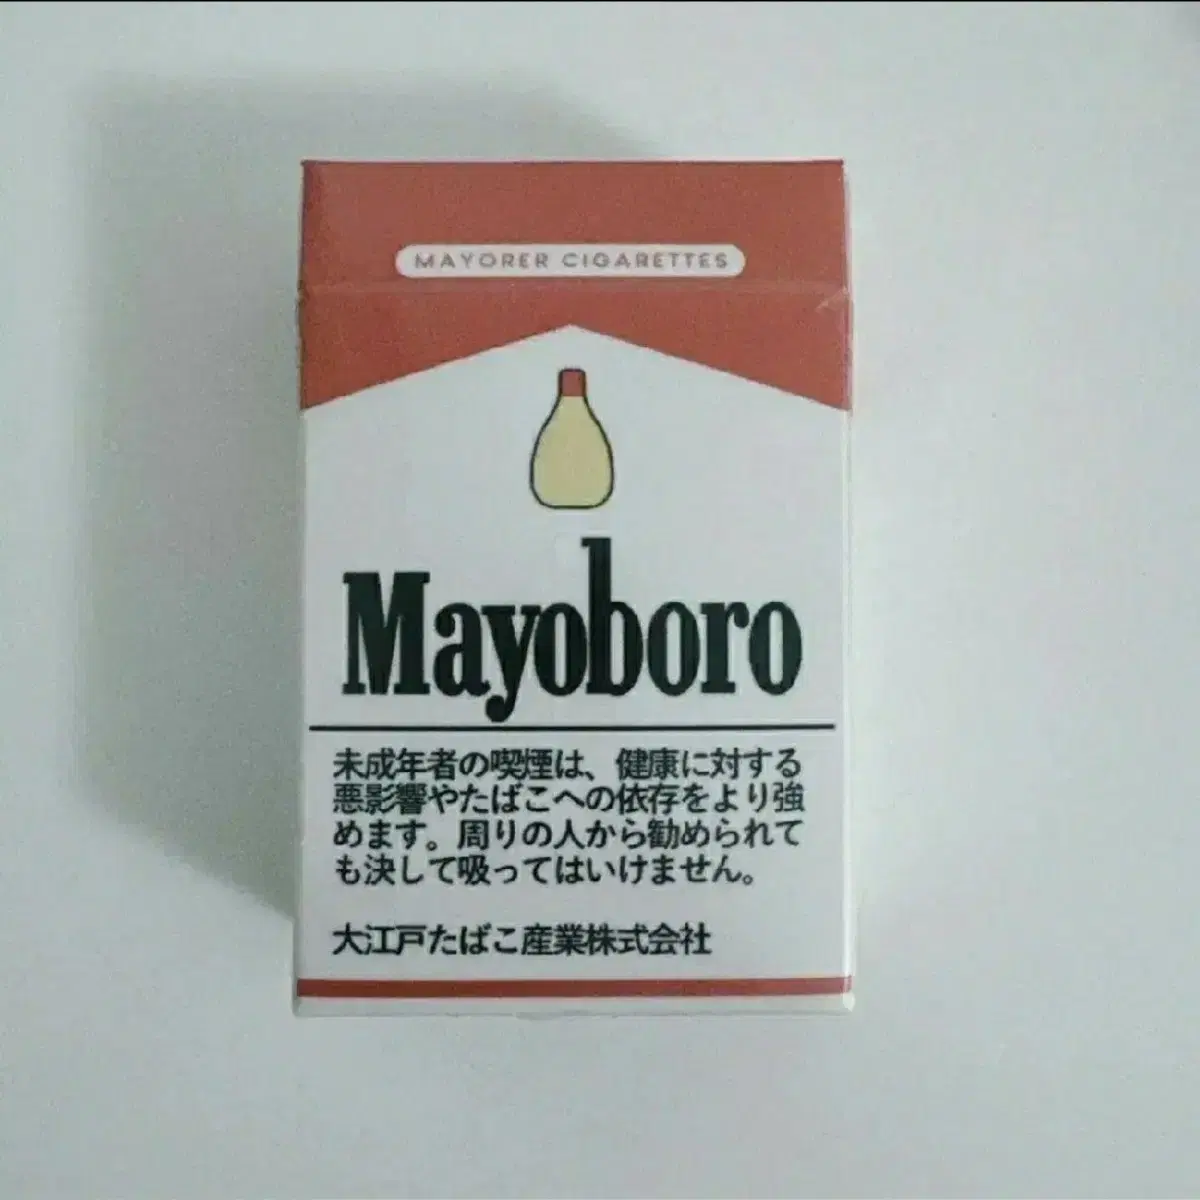 MAYORER CIGARETTES
Mayoboro
未成年者の喫煙は、健康に対する
悪影響やたばこへの依存をより強
めます。周りの人から勧められて
も決して吸ってはいけません。
大江戸たばこ産業株式会社